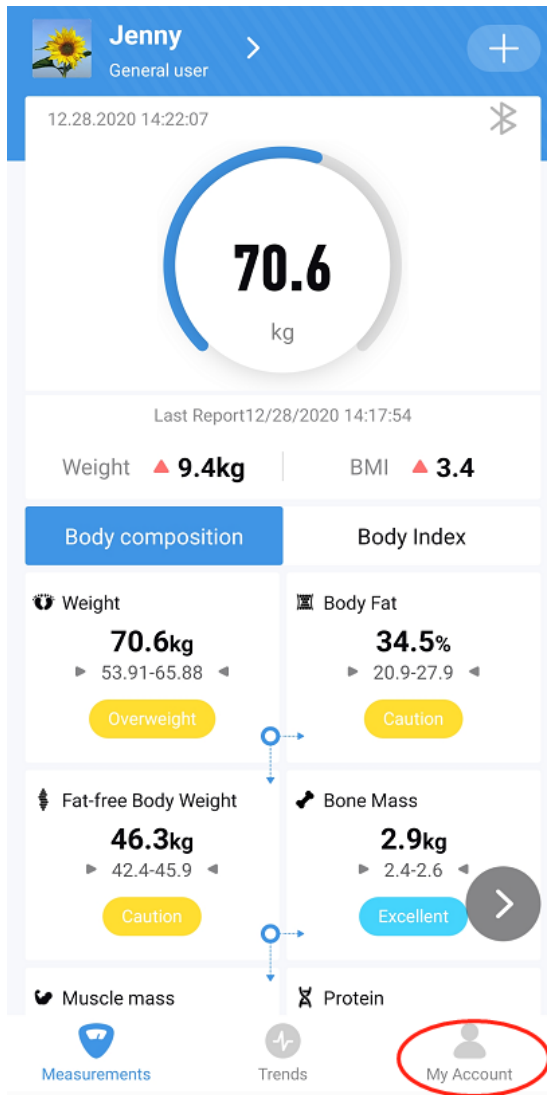 Jenny
General user
12.28.2020 14:22:07
70.6
kg
Last Report12/28/2020 14:17:54
Weight 9.4kg BMI 3.4
Body composition Body Index
Weight Body Fat
70.6kg 34.5%
53.91-65.88 20.9-27.9
Overweight Caution
Fat-free Body Weight Bone Mass
46.3kg 2.9kg
42.4-45.9 2.4-2.6
Caution Excellent
Muscle mass Protein
Measurements Trends My Account